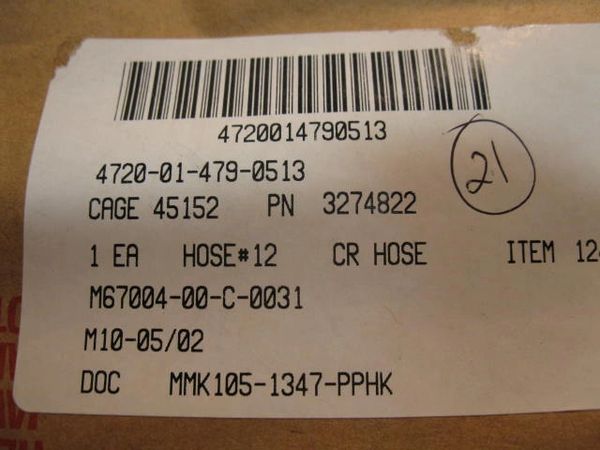 4720014790513
4720-01-479-0513
21
CAGE 45152 PN 3274822
1 EA HOSE#12 CR HOSE ITEM 124
M67004-00-C-0031
M10-05/02
DOC MMK105-1347-PPHK